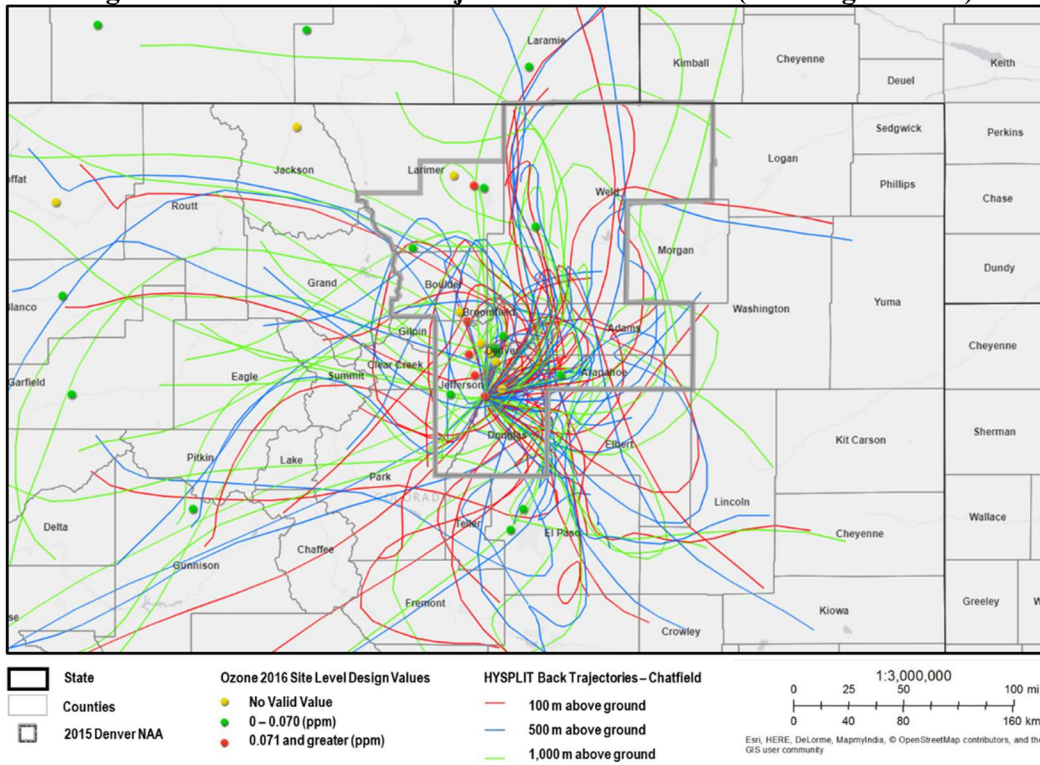 Laramie
Kimball
Cheyenne
Keith
Deuel
Sedgwick
Perkins
Logan
Phillips
Chase
Jackson
Larimer
Weld
Routt
Morgan
Dundy
Grand
Boulder
Washington
Yuma
Broomfield
Adams
Gilpin
Denver
Cheyenne
Clear Creek
Arapahoe
Garfield
Eagle
Summit
Jefferson
Douglas
Elbert
Kit Carson
Sherman
Pitkin
Lake
Park
COLORAD
Lincoln
Wallace
Delta
Teller
El Paso
Cheyenne
Chaffee
Gunnison
Fremont
Kiowa
Greeley
Crowley
State
Counties
2015 Denver NAA
Ozone 2016 Site Level Design Values
No Valid Value
0 – 0.070 (ppm)
0.071 and greater (ppm)
HYSPLIT Back Trajectories – Chatfield
100 m above ground
500 m above ground
1,000 m above ground
1:3,000,000
0 25 50 100 mi
0 40 80 160 km
Esri, HERE, DeLorme, MapmyIndia, © OpenStreetMap contributors, and the
GIS user community